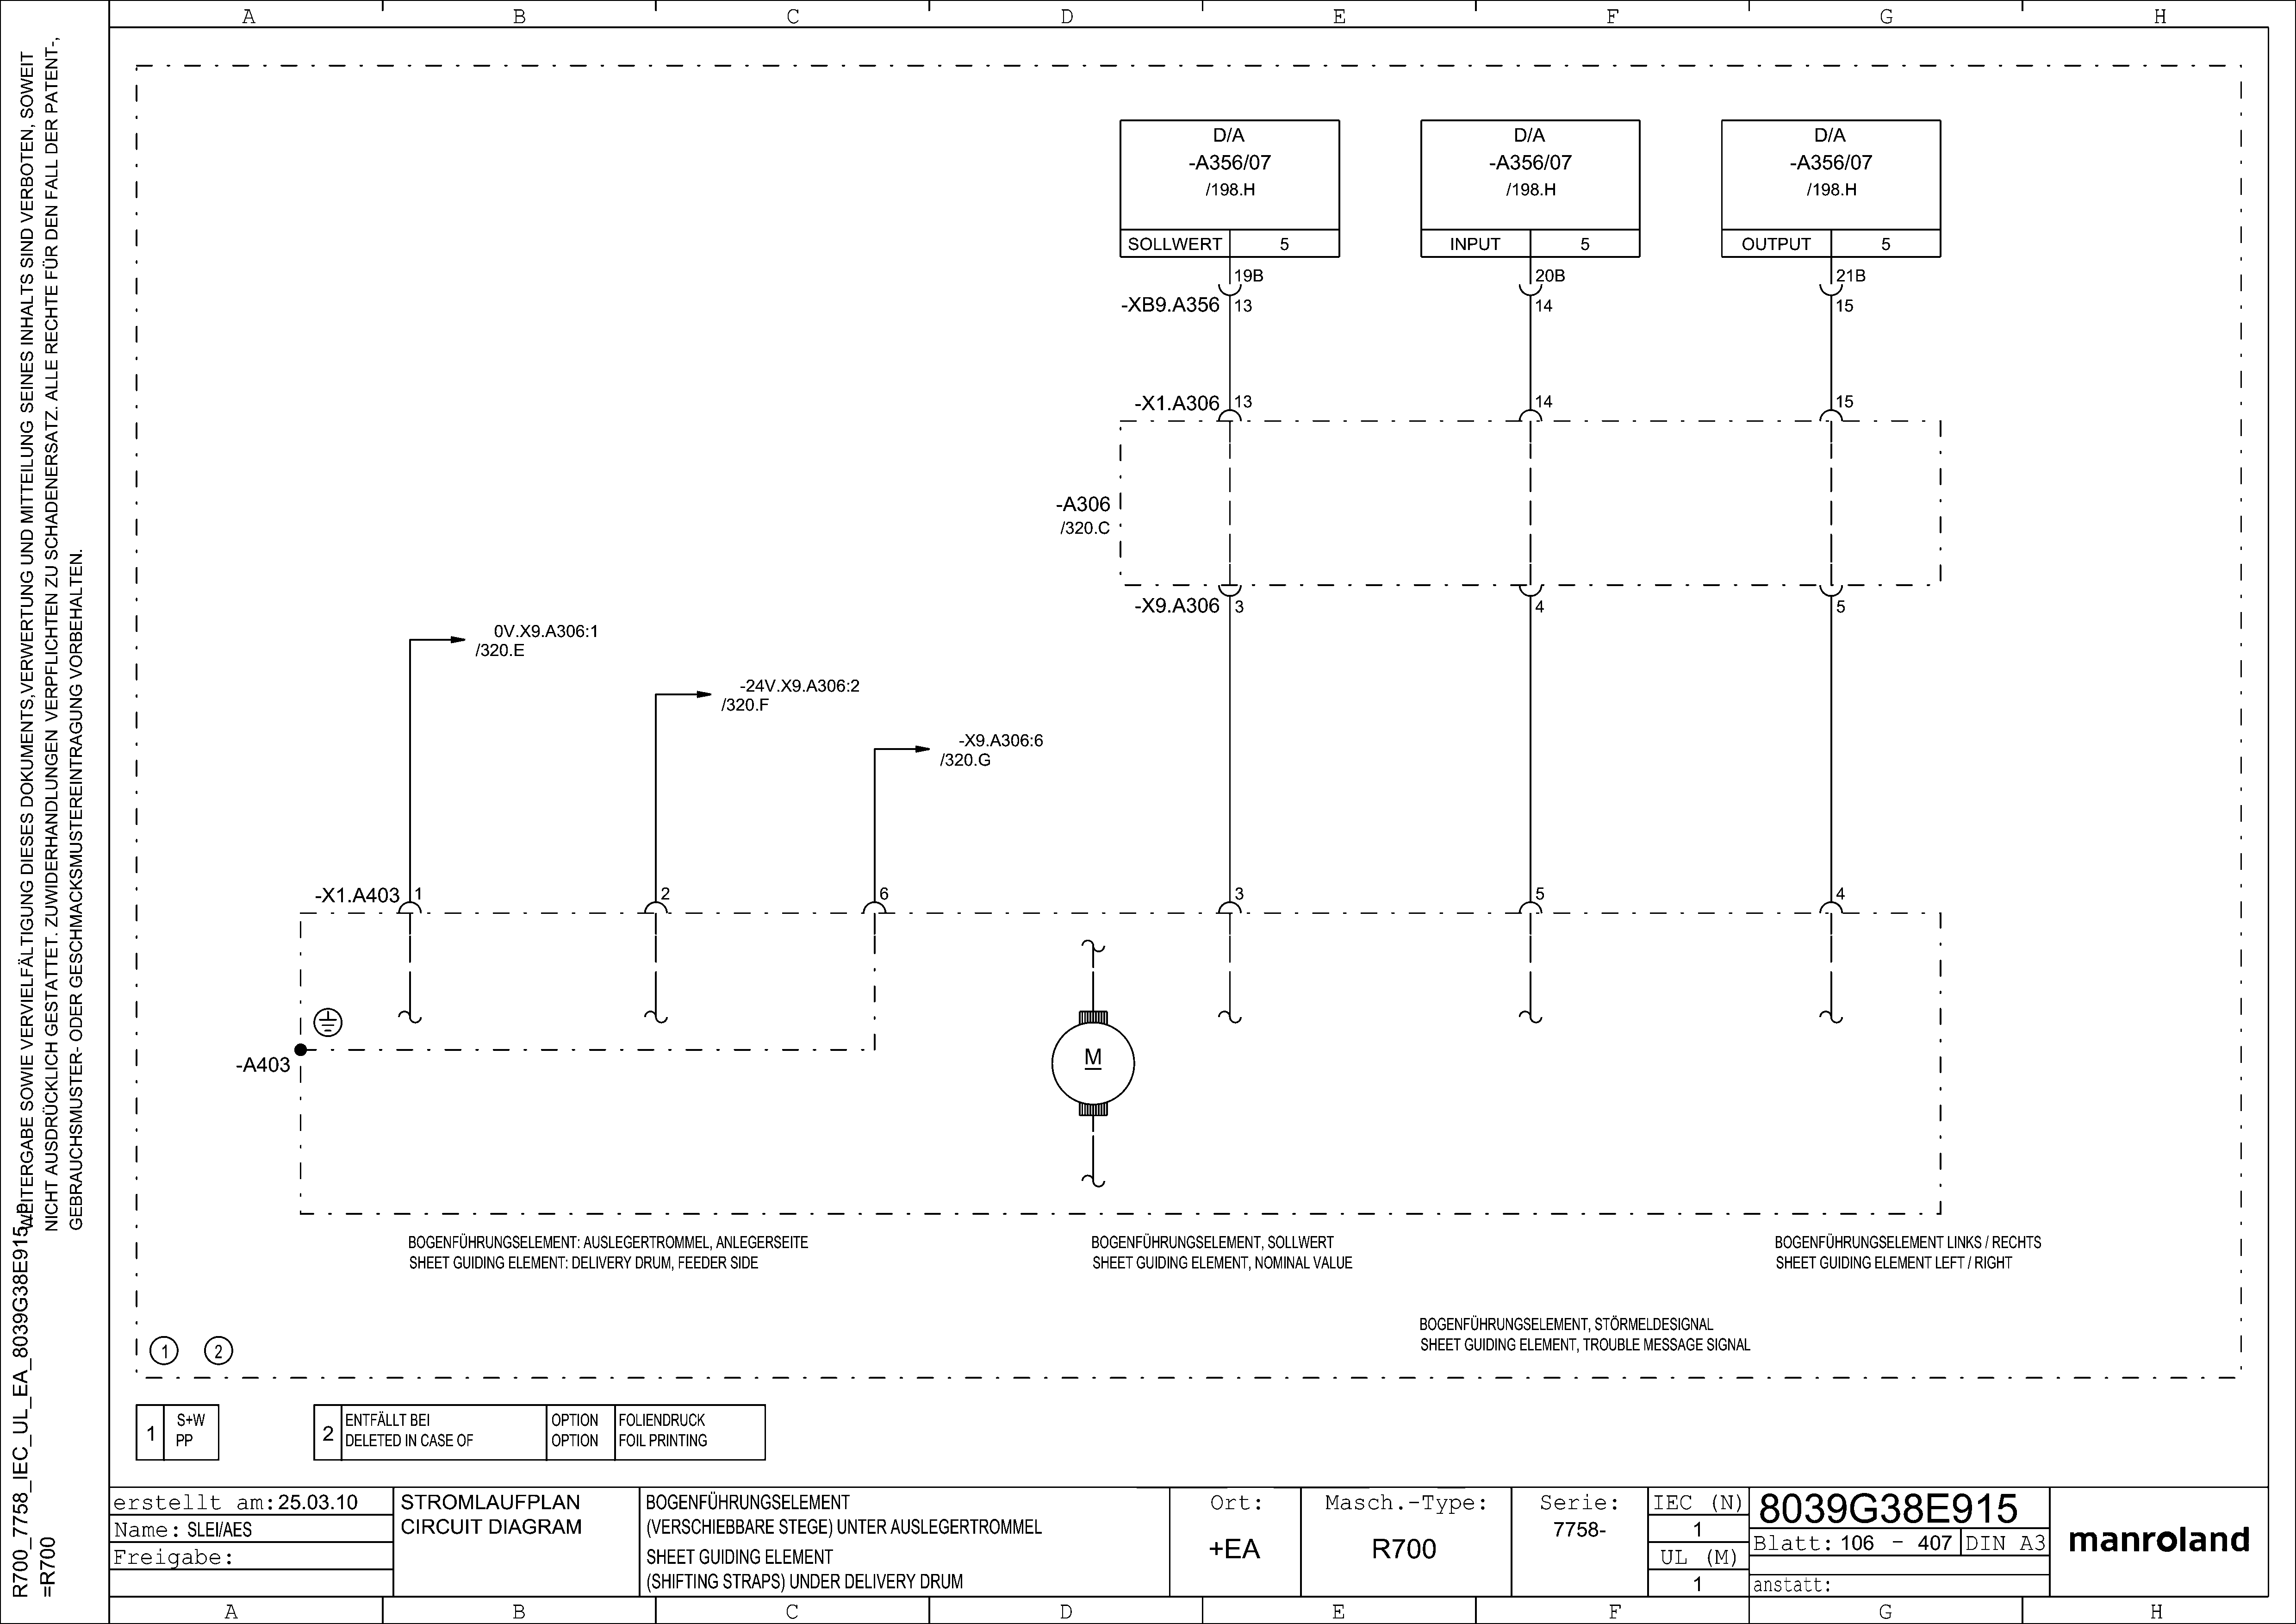 A B C D E F G H
D/A D/A D/A
-A356/07 -A356/07 -A356/07
/198.H /198.H /198.H
SOLLWERT 5 INPUT 5 OUTPUT 5
19B 20B 21B
-XB9.A356 13 14 15
-X1.A306 13 14 15
-A306
/320.C
-X9.A306 3 4 5
0V.X9.A306:1
/320.E
-24V.X9.A306:2
/320.F
-X9.A306:6
/320.G
-X1.A403 1 2 6 3 5 4
M
-A403
BOGENFÜHRUNGSELEMENT: AUSLEGERTROMMEL, ANLEGERSEITE
SHEET GUIDING ELEMENT: DELIVERY DRUM, FEEDER SIDE
BOGENFÜHRUNGSELEMENT, SOLLWERT
SHEET GUIDING ELEMENT, NOMINAL VALUE
BOGENFÜHRUNGSELEMENT LINKS / RECHTS
SHEET GUIDING ELEMENT LEFT / RIGHT
BOGENFÜHRUNGSELEMENT, STÖRMELDESIGNAL
SHEET GUIDING ELEMENT, TROUBLE MESSAGE SIGNAL
1 2
1 S+W
PP
2 ENTFÄLLT BEI OPTION FOLIENDRUCK
DELETED IN CASE OF OPTION FOIL PRINTING
erstellt am: 25.03.10
Name: SLEI/AES
Freigabe:
STROMLAUFPLAN
CIRCUIT DIAGRAM
BOGENFÜHRUNGSELEMENT
(VERSCHIEBBARE STEGE) UNTER AUSLEGERTROMMEL
SHEET GUIDING ELEMENT
(SHIFTING STRAPS) UNDER DELIVERY DRUM
Ort:
+EA
Masch.-Type:
R700
Serie:
7758-
IEC (N)
1
UL (M)
1
8039G38E915
Blatt: 106 - 407 DIN A3
anstatt:
manroland
A B C D E F G H
WEITERGABE SOWIE VERVIELFÄLTIGUNG DIESES DOKUMENTS,VERWERTUNG UND MITTEILUNG SEINES INHALTS SIND VERBOTEN, SOWEIT
NICHT AUSDRÜCKLICH GESTATTET. ZUWIDERHANDLUNGEN VERPFLICHTEN ZU SCHADENERSATZ. ALLE RECHTE FÜR DEN FALL DER PATENT-,
GEBRAUCHSMUSTER- ODER GESCHMACKSMUSTEREINTRAGUNG VORBEHALTEN.
R700_7758_IEC_UL_EA_8039G38E915
=R700